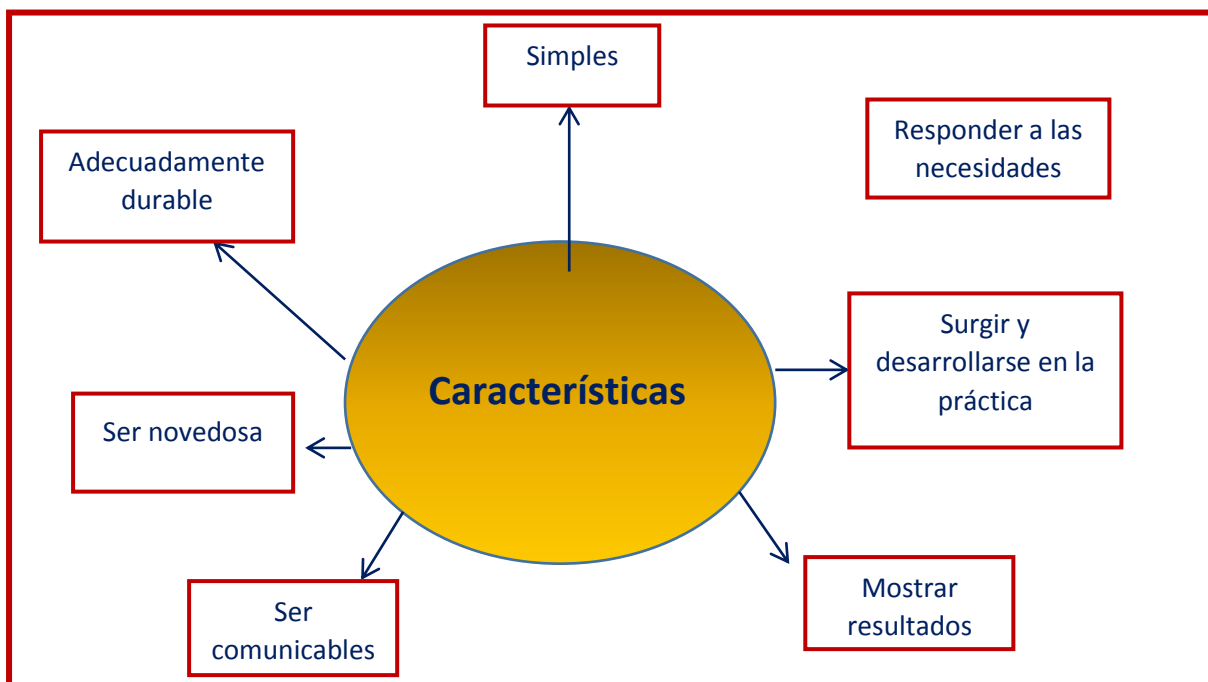 Simples
Responder a las
necesidades
Adecuadamente
durable
Surgir y
desarrollarse en la
práctica
Características
Ser novedosa
Mostrar
resultados
Ser
comunicables